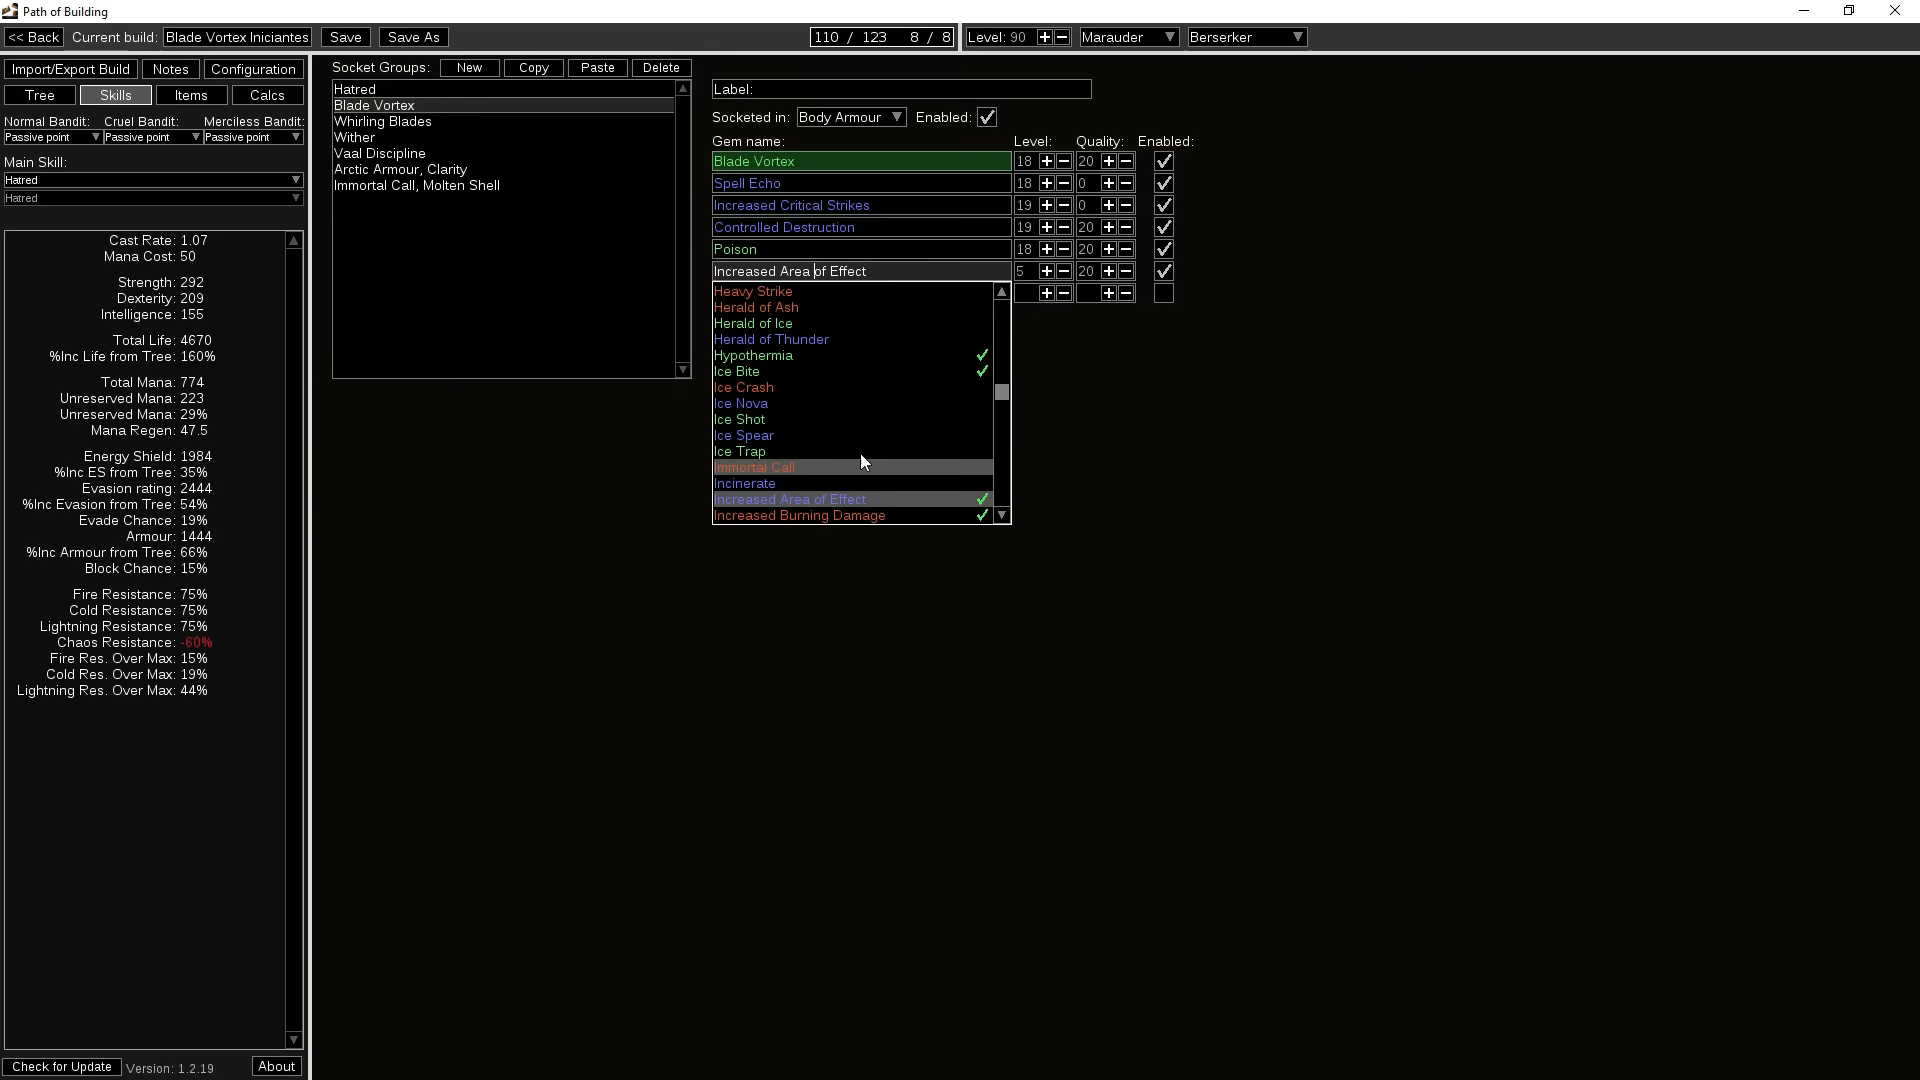 Path of Building
<< Back Current build: Blade Vortex Iniciantes Save Save As 110 / 123 8 / 8 Level: 90 + - Marauder Berserker
Import/Export Build Notes Configuration
Tree Skills Items Calcs
Normal Bandit: Cruel Bandit: Merciless Bandit:
Passive point Passive point Passive point
Main Skill:
Hatred
Hatred
Cast Rate: 1.07
Mana Cost: 50
Strength: 292
Dexterity: 209
Intelligence: 155
Total Life: 4670
%Inc Life from Tree: 160%
Total Mana: 774
Unreserved Mana: 223
Unreserved Mana: 29%
Mana Regen: 47.5
Energy Shield: 1984
%Inc ES from Tree: 35%
Evasion rating: 2444
%Inc Evasion from Tree: 54%
Evade Chance: 19%
Armour: 1444
%Inc Armour from Tree: 66%
Block Chance: 15%
Fire Resistance: 75%
Cold Resistance: 75%
Lightning Resistance: 75%
Chaos Resistance: -60%
Fire Res. Over Max: 15%
Cold Res. Over Max: 19%
Lightning Res. Over Max: 44%
Check for Update Version: 1.2.19 About
Socket Groups: New Copy Paste Delete
Hatred
Blade Vortex
Whirling Blades
Wither
Vaal Discipline
Arctic Armour, Clarity
Immortal Call, Molten Shell
Label:
Socketed in: Body Armour Enabled:
Gem name: Level: Quality: Enabled:
Blade Vortex 18 + - 20 + -
Spell Echo 18 + - 0 + -
Increased Critical Strikes 19 + - 0 + -
Controlled Destruction 19 + - 20 + -
Poison 18 + - 20 + -
Increased Area of Effect 5 + - 20 + -
+ - + -
Heavy Strike
Herald of Ash
Herald of Ice
Herald of Thunder
Hypothermia
Ice Bite
Ice Crash
Ice Nova
Ice Shot
Ice Spear
Ice Trap
Immortal Call
Incinerate
Increased Area of Effect
Increased Burning Damage